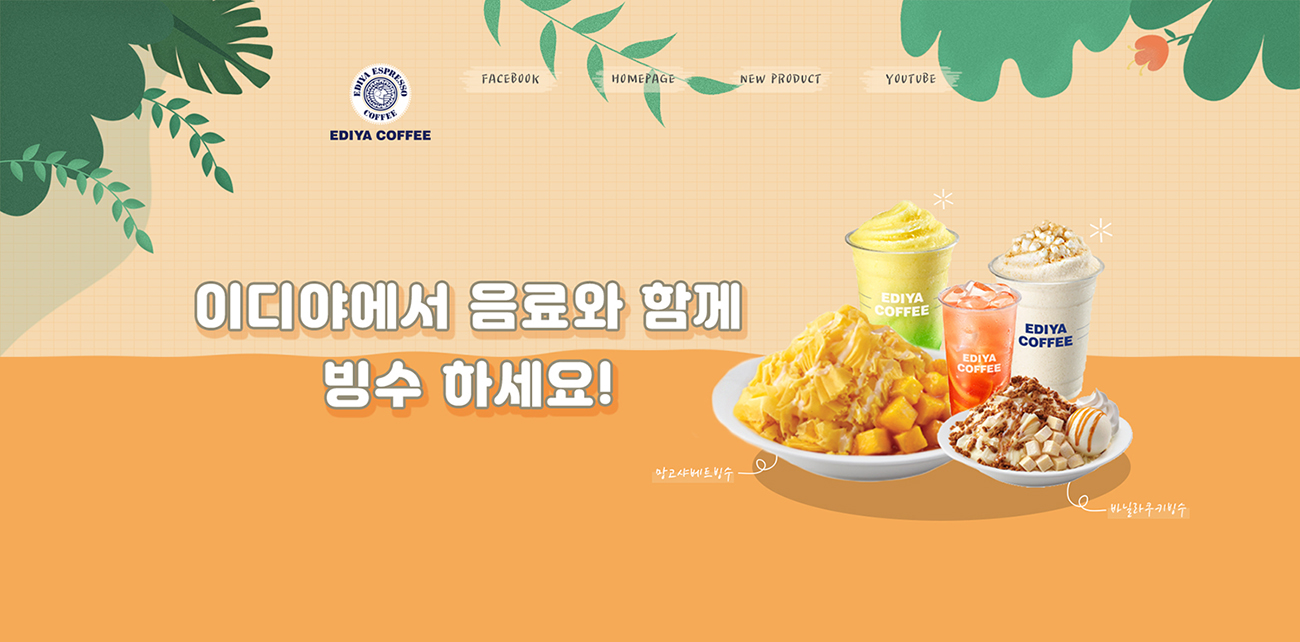 EDIYA ESPRESSO
COFFEE
EDIYA COFFEE
FACEBOOK
HOMEPAGE
NEW PRODUCT
YOUTUBE
이디야에서 음료와 함께
빙수 하세요!
EDIYA
COFFEE
EDIYA
COFFEE
EDIYA
COFFEE
망고샤베트빙수
바닐라쿠키빙수